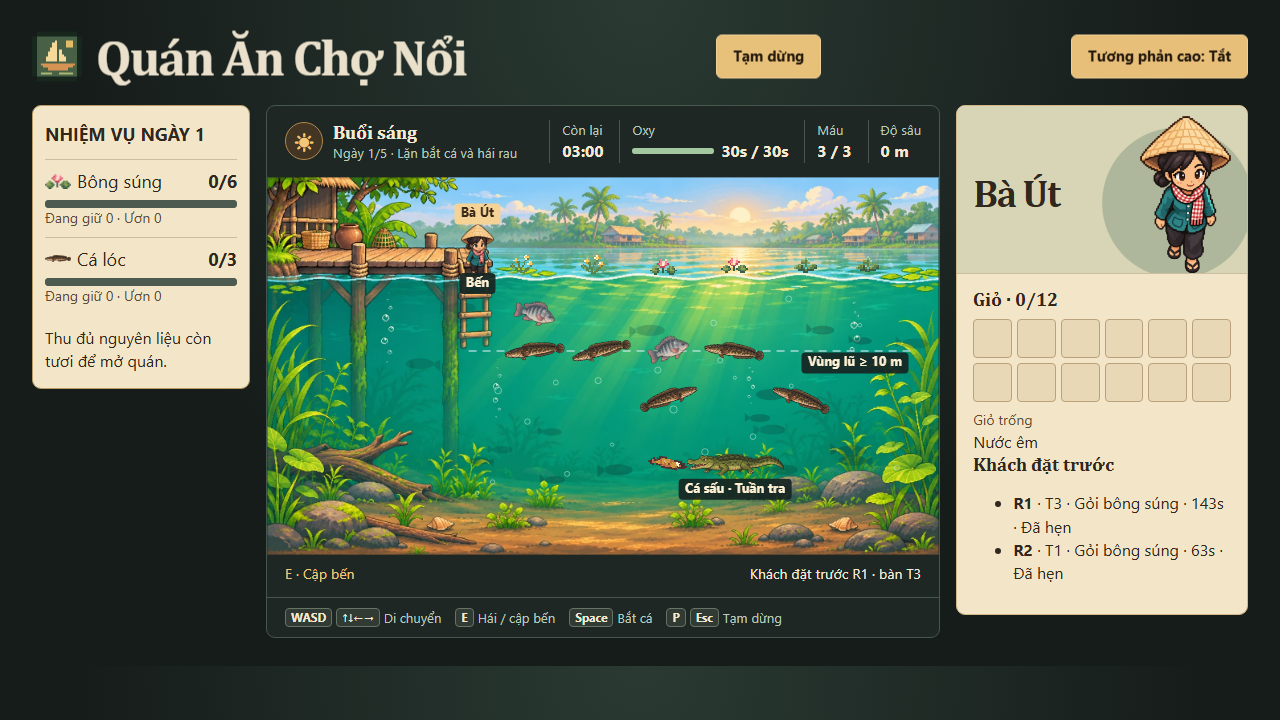 Quán Ăn Chợ Nổi
Tạm dừng
Tương phản cao: Tắt
NHIỆM VỤ NGÀY 1
Bông súng 0/6
Đang giữ 0 · Ươn 0
Cá lóc 0/3
Đang giữ 0 · Ươn 0
Thu đủ nguyên liệu còn
tươi để mở quán.
Buổi sáng
Ngày 1/5 · Lặn bắt cá và hái rau
Còn lại
03:00
Oxy
30s / 30s
Máu
3 / 3
Độ sâu
0 m
Bà Út
Bến
Vùng lũ ≥ 10 m
Cá sấu · Tuần tra
E · Cập bến
Khách đặt trước R1 · bàn T3
WASD ↑↓←→ Di chuyển E Hái / cập bến Space Bắt cá P Esc Tạm dừng
Bà Út
Giỏ · 0/12
Giỏ trống
Nước êm
Khách đặt trước
R1 · T3 · Gỏi bông súng · 143s
· Đã hẹn
R2 · T1 · Gỏi bông súng · 63s ·
Đã hẹn